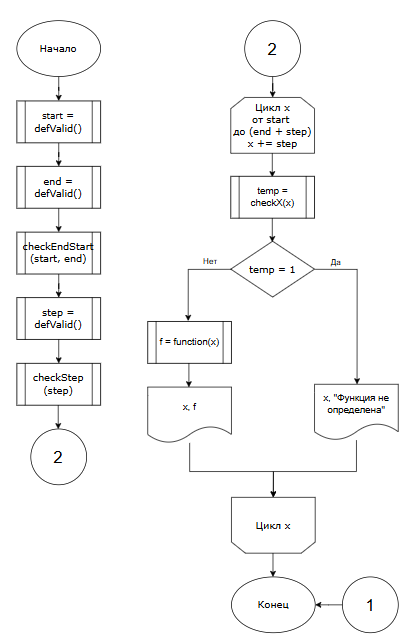 Начало
start =
defValid()
end =
defValid()
checkEndStart
(start, end)
step =
defValid()
checkStep
(step)
2
2
Цикл x
от start
до (end + step)
x += step
temp =
checkX(x)
temp = 1
Нет
Да
f = function(x)
x, f
x, "Функция не
определена"
Цикл x
Конец
1